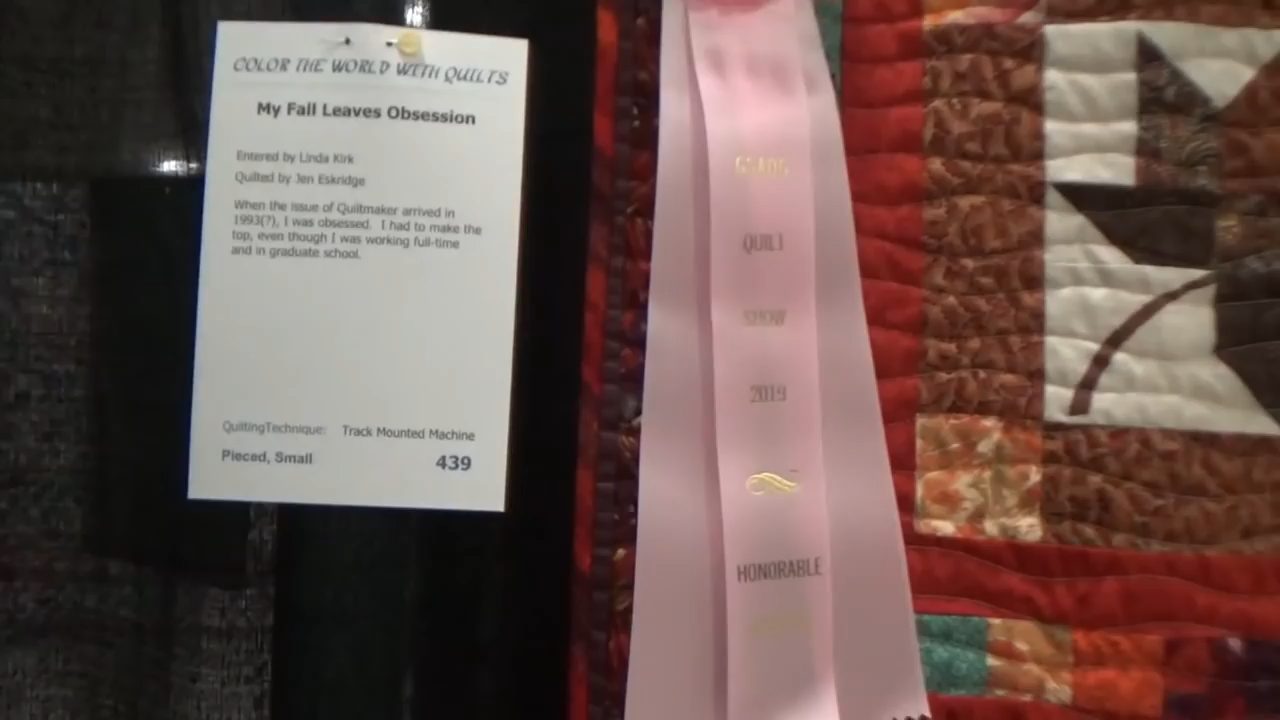 COLOR THE WORLD WITH QUILTS
My Fall Leaves Obsession
Entered by Linda Kirk
Quilted by Jen Eskridge
When the issue of Quiltmaker arrived in
1993(?), I was obsessed. I had to make the
top, even though I was working full-time
and in graduate school.
QuiltingTechnique: Track Mounted Machine
Pieced, Small 439
QUILT
SHOW
2019
HONORABLE